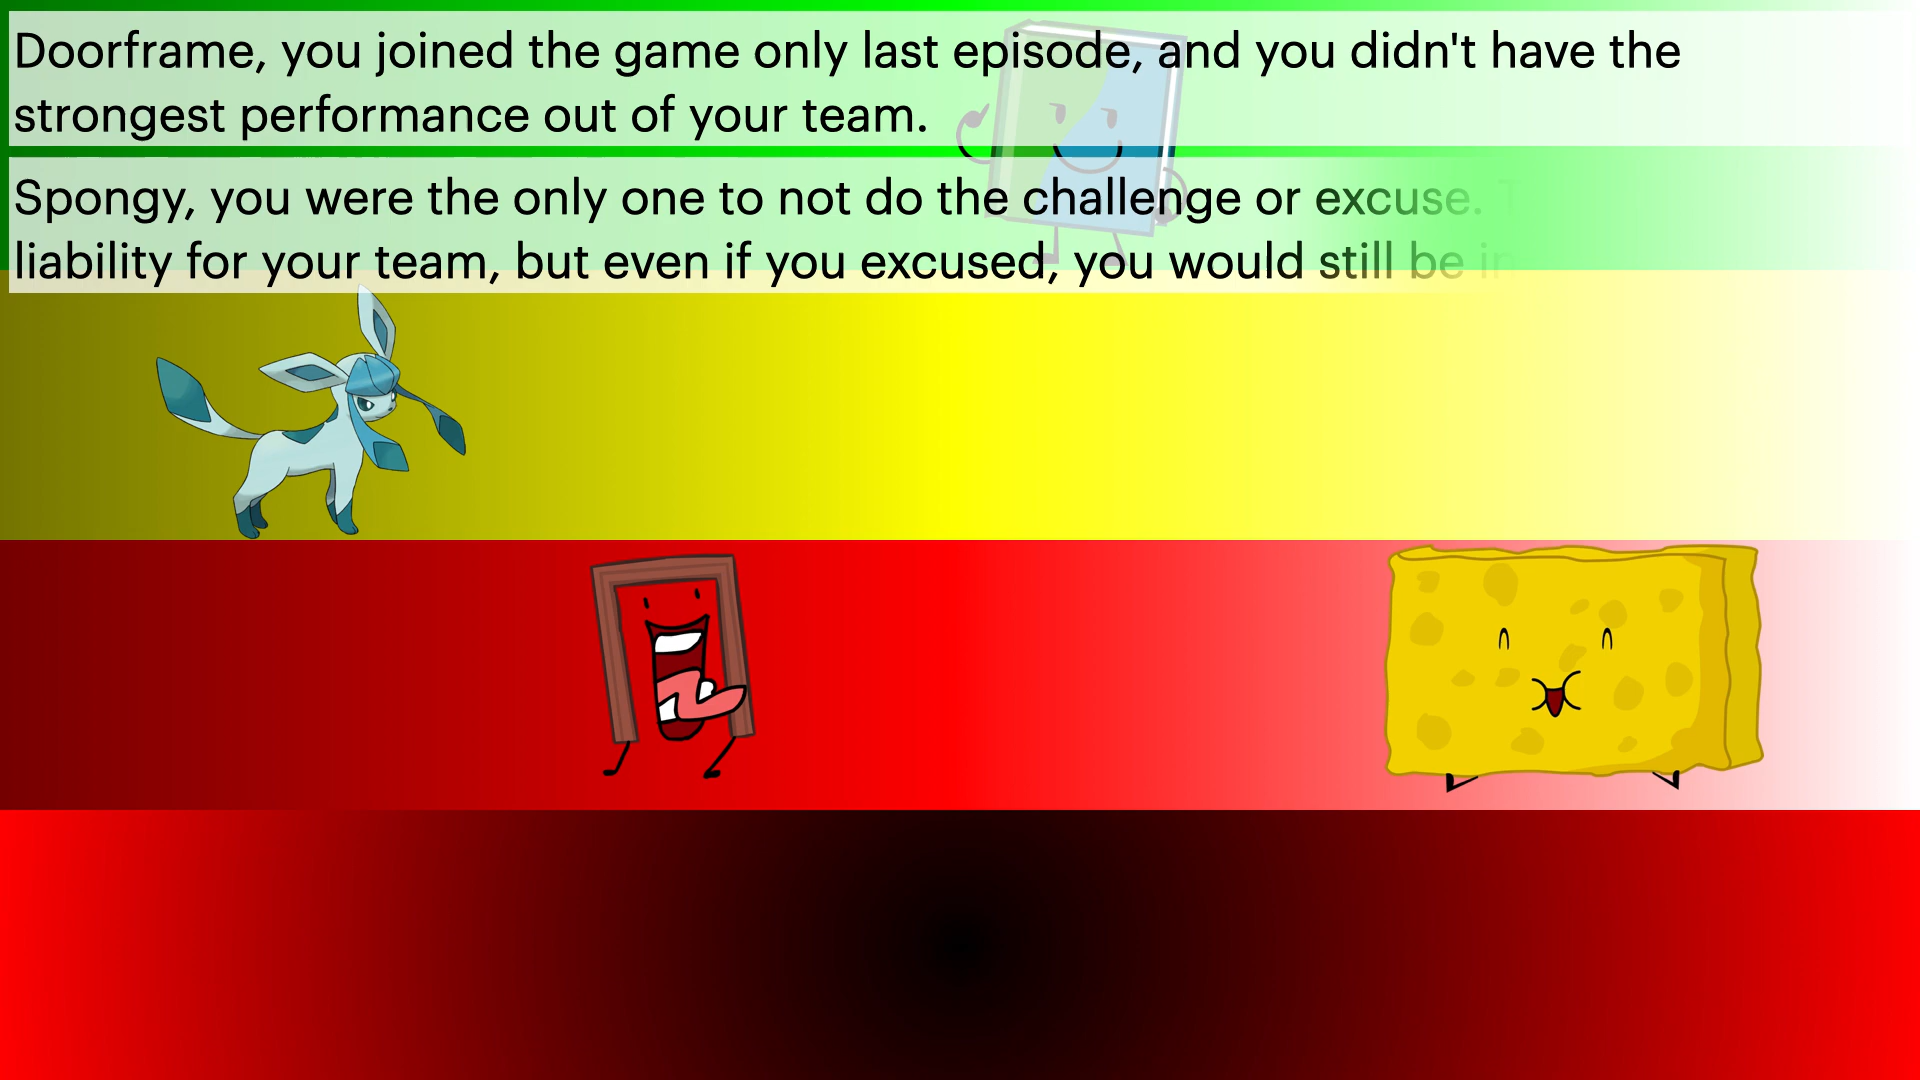 Doorframe, you joined the game only last episode, and you didn't have the
strongest performance out of your team.
Spongy, you were the only one to not do the challenge or excuse.
liability for your team, but even if you excused, you would still be